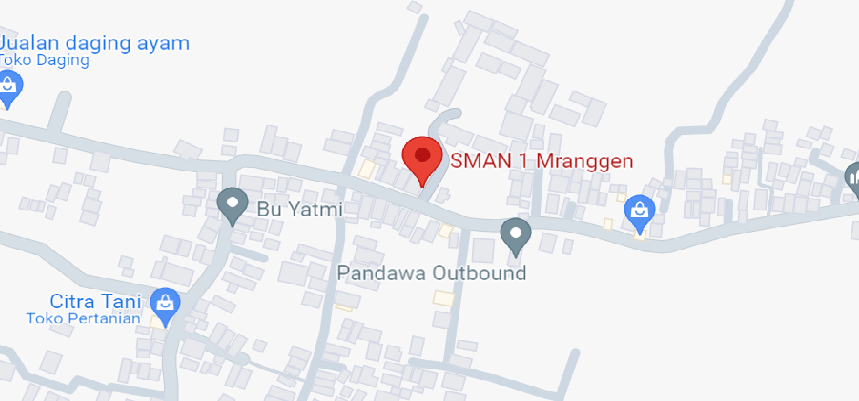 Jualan daging ayam
Toko Daging
SMAN 1 Mranggen
Bu Yatmi
Pandawa Outbound
Citra Tani
Toko Pertanian